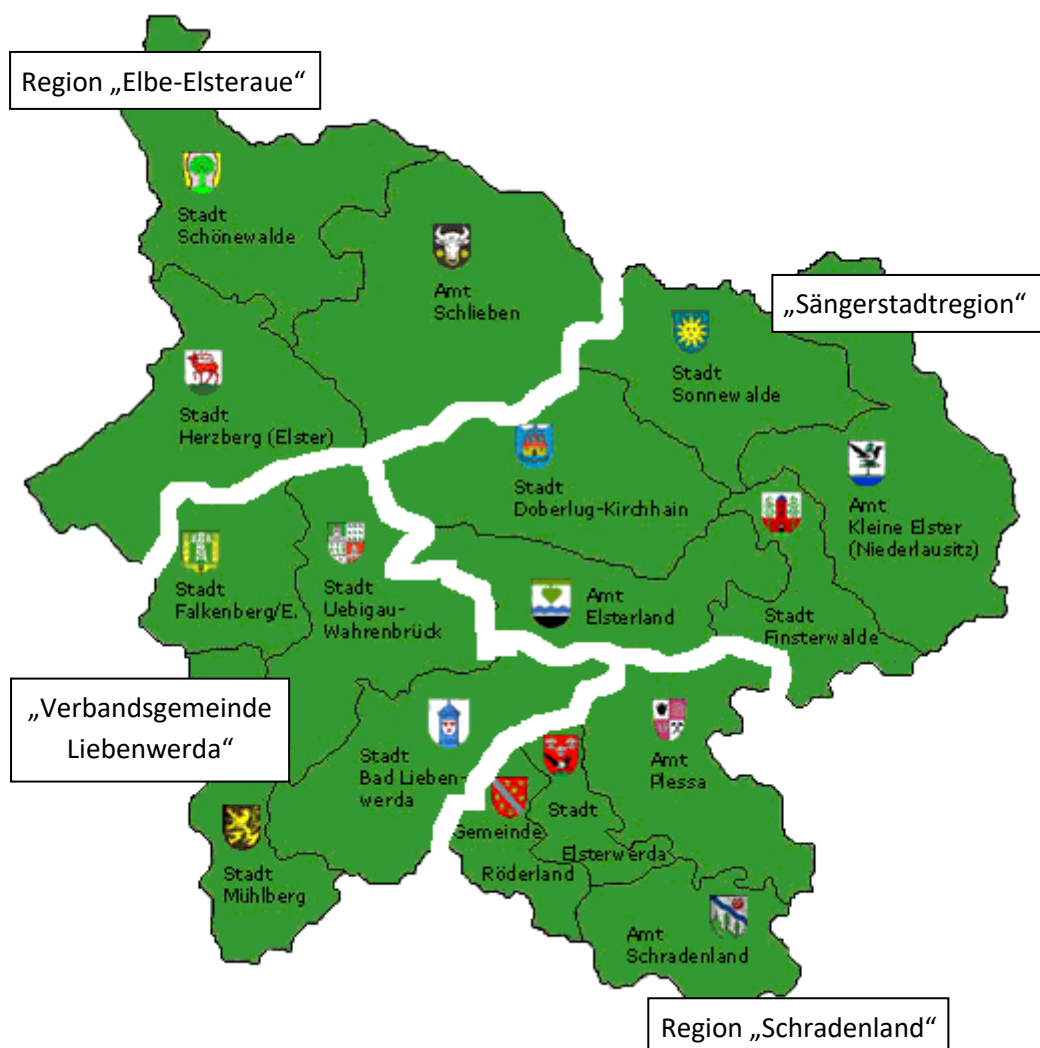 Region „Elbe-Elsteraue“
Stadt
Schönewalde
Amt
Schlieben
„Sängerstadtregion“
Stadt
Sonnewalde
Stadt
Herzberg (Elster)
Stadt
Doberlug-Kirchhain
Amt
Kleine Elster
(Niederlausitz)
Stadt
Falkenberg/E.
Stadt
Uebigau-
Wahrenbrück
Amt
Elsterland
Stadt
Finsterwalde
„Verbandsgemeinde
Liebenwerda“
Stadt
Bad Lieben-
werda
Amt
Plessa
Stadt
Elsterwerda
Gemeinde
Röderland
Stadt
Mühlberg
Amt
Schradenland
Region „Schradenland“